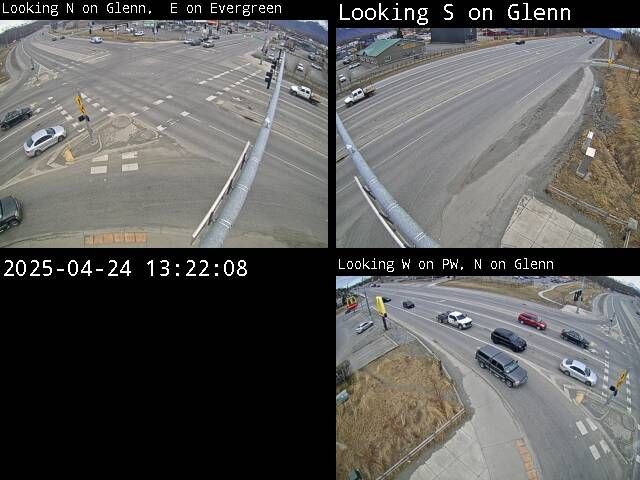 Looking N on Glenn,  E on Evergreen
Looking S on Glenn
2025-04-24 13:22:08
Looking W on PW, N on Glenn